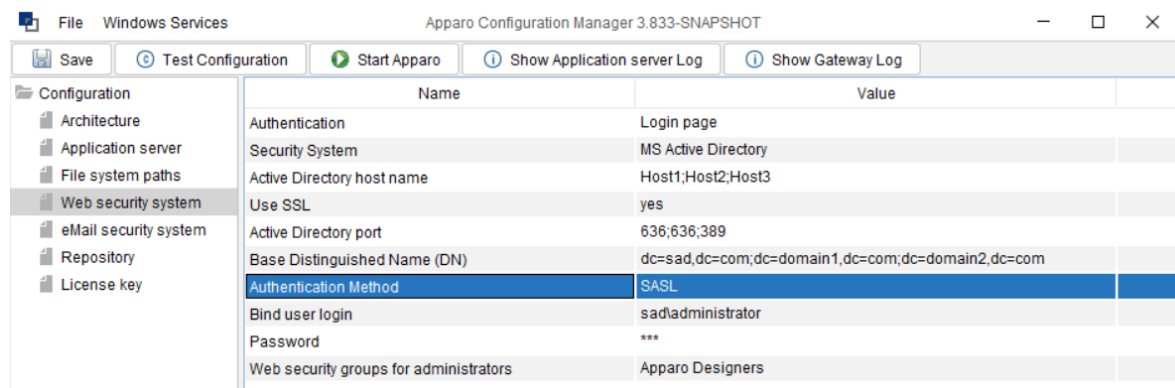 File Windows Services Apparo Configuration Manager 3.833-SNAPSHOT
Save Test Configuration Start Apparo Show Application server Log Show Gateway Log
Configuration
Architecture
Application server
File system paths
Web security system
eMail security system
Repository
License key
Name Value
Authentication Login page
Security System MS Active Directory
Active Directory host name Host1;Host2;Host3
Use SSL yes
Active Directory port 636;636;389
Base Distinguished Name (DN) dc=sad,dc=com;dc=domain1,dc=com;dc=domain2,dc=com
Authentication Method SASL
Bind user login sad\administrator
Password ***
Web security groups for administrators Apparo Designers